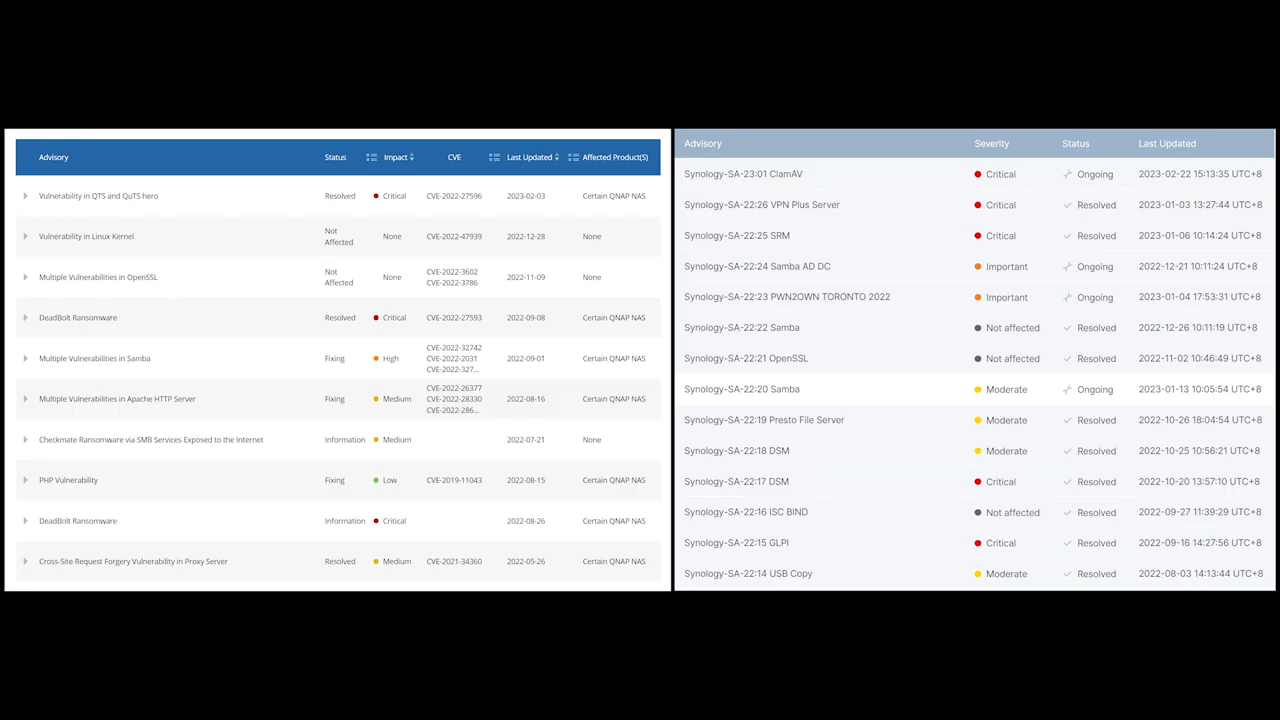 Advisory Status Impact CVE Last Updated Affected Product(S)
Vulnerability in QTS and QuTS hero Resolved Critical CVE-2022-27596 2023-02-03 Certain QNAP NAS
Vulnerability in Linux Kernel Not Affected None CVE-2022-47939 2022-12-28 None
Multiple Vulnerabilities in OpenSSL Not Affected None CVE-2022-3602 CVE-2022-3786 2022-11-09 None
DeadBolt Ransomware Resolved Critical CVE-2022-27593 2022-09-08 Certain QNAP NAS
Multiple Vulnerabilities in Samba Fixing High CVE-2022-32742 CVE-2022-2031 CVE-2022-327... 2022-09-01 Certain QNAP NAS
Multiple Vulnerabilities in Apache HTTP Server Fixing Medium CVE-2022-26377 CVE-2022-28330 CVE-2022-286... 2022-08-16 Certain QNAP NAS
Checkmate Ransomware via SMB Services Exposed to the Internet Information Medium 2022-07-21 None
PHP Vulnerability Fixing Low CVE-2019-11043 2022-08-15 Certain QNAP NAS
DeadBolt Ransomware Information Critical 2022-08-26 Certain QNAP NAS
Cross-Site Request Forgery Vulnerability in Proxy Server Resolved Medium CVE-2021-34360 2022-05-26 Certain QNAP NAS
Advisory Severity Status Last Updated
Synology-SA-23:01 ClamAV Critical Ongoing 2023-02-22 15:13:35 UTC+8
Synology-SA-22:26 VPN Plus Server Critical Resolved 2023-01-03 13:27:44 UTC+8
Synology-SA-22:25 SRM Critical Resolved 2023-01-06 10:14:24 UTC+8
Synology-SA-22:24 Samba AD DC Important Ongoing 2022-12-21 10:11:24 UTC+8
Synology-SA-22:23 PWN2OWN TORONTO 2022 Important Ongoing 2023-01-04 17:53:31 UTC+8
Synology-SA-22:22 Samba Not affected Resolved 2022-12-26 10:11:19 UTC+8
Synology-SA-22:21 OpenSSL Not affected Resolved 2022-11-02 10:46:49 UTC+8
Synology-SA-22:20 Samba Moderate Ongoing 2023-01-13 10:05:54 UTC+8
Synology-SA-22:19 Presto File Server Moderate Resolved 2022-10-26 18:04:54 UTC+8
Synology-SA-22:18 DSM Moderate Resolved 2022-10-25 10:56:21 UTC+8
Synology-SA-22:17 DSM Critical Resolved 2022-10-20 13:57:10 UTC+8
Synology-SA-22:16 ISC BIND Not affected Resolved 2022-09-27 11:39:29 UTC+8
Synology-SA-22:15 GLPI Critical Resolved 2022-09-16 14:27:56 UTC+8
Synology-SA-22:14 USB Copy Moderate Resolved 2022-08-03 14:13:44 UTC+8